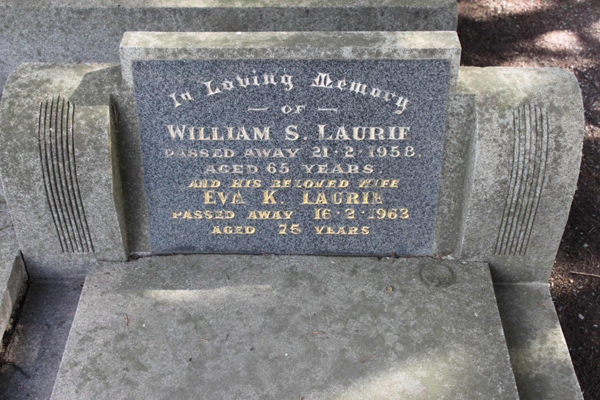 In Loving Memory
— OF —
WILLIAM S. LAURIE
PASSED AWAY 21·2·1958.
AGED 65 YEARS
AND HIS BELOVED WIFE
EVA K. LAURIE
PASSED AWAY 16·2·1963
AGED 75 YEARS